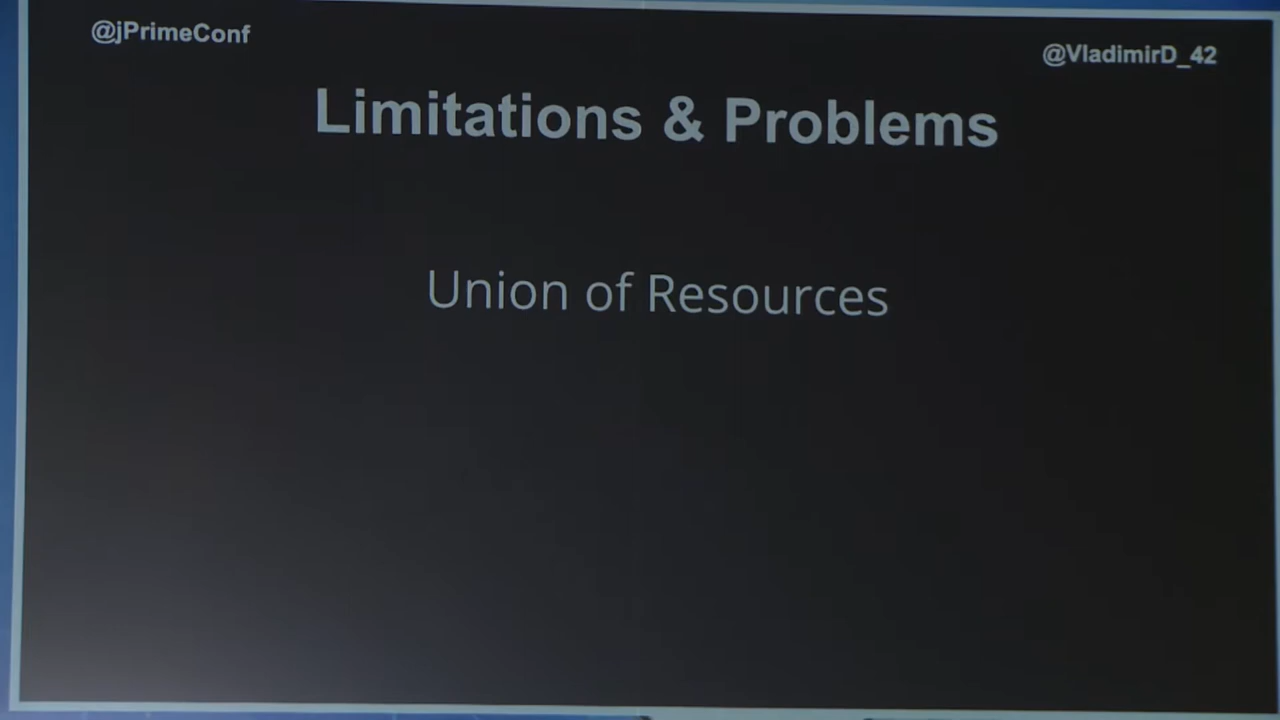 @jPrimeConf
@VladimirD_42
Limitations & Problems
Union of Resources